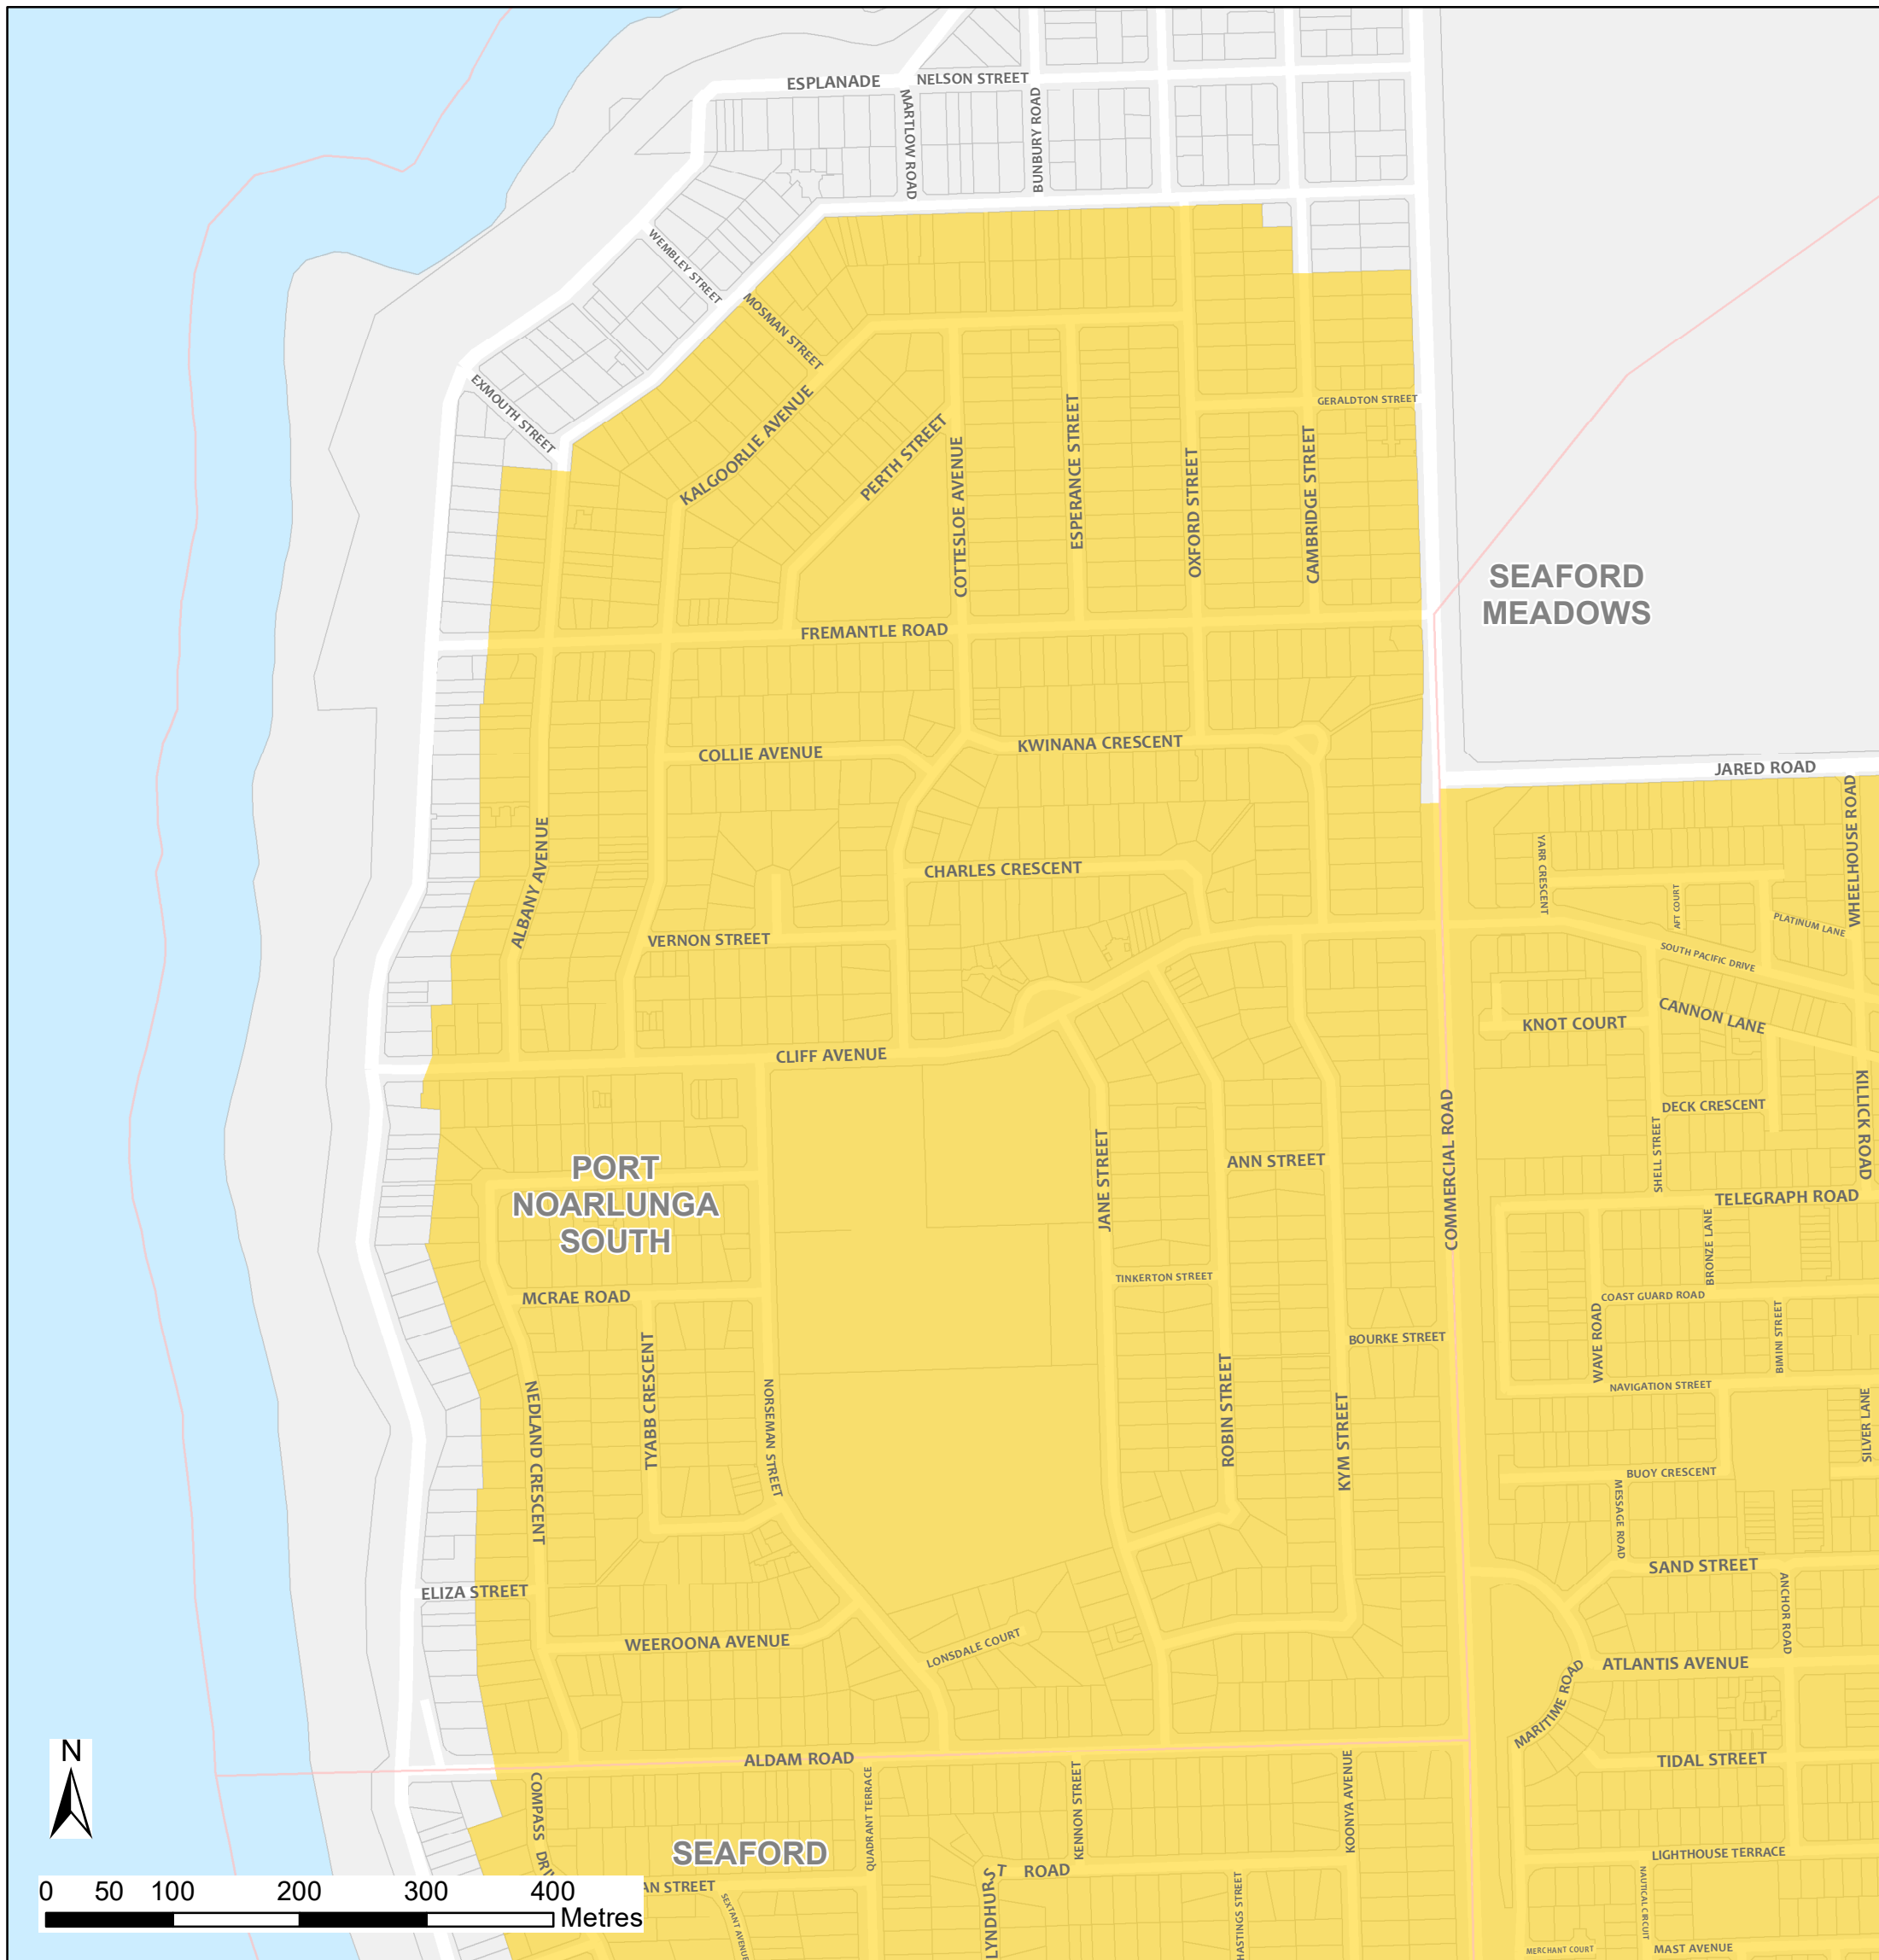 ESPLANADE
NELSON STREET
MARTLOW ROAD
BUNBURY ROAD
WEMBLEY STREET
MOSMAN STREET
EXMOUTH STREET
KALGOORLIE AVENUE
PERTH STREET
COTTESLOE AVENUE
ESPERANCE STREET
OXFORD STREET
CAMBRIDGE STREET
GERALDTON STREET
SEAFORD
MEADOWS
FREMANTLE ROAD
COLLIE AVENUE
KWINANA CRESCENT
JARED ROAD
WHEELHOUSE ROAD
YARR CRESCENT
AFT COURT
PLATINUM LANE
ALBANY AVENUE
CHARLES CRESCENT
VERNON STREET
SOUTH PACIFIC DRIVE
CANNON LANE
KNOT COURT
CLIFF AVENUE
DECK CRESCENT
KILLICK ROAD
SHELL STREET
COMMERCIAL ROAD
PORT
NOARLUNGA
SOUTH
JANE STREET
ANN STREET
TELEGRAPH ROAD
BRONZE LANE
TINKERTON STREET
COAST GUARD ROAD
MCRAE ROAD
WAVE ROAD
BIMINI STREET
BOURKE STREET
NAVIGATION STREET
TYABB CRESCENT
NEDLAND CRESCENT
NORSEMAN STREET
ROBIN STREET
KYM STREET
SILVER LANE
BUOY CRESCENT
MESSAGE ROAD
SAND STREET
ANCHOR ROAD
ELIZA STREET
WEEROONA AVENUE
LONSDALE COURT
ATLANTIS AVENUE
MARITIME ROAD
TIDAL STREET
ALDAM ROAD
N
COMPASS DRI
QUADRANT TERRACE
KENNON STREET
KOONYA AVENUE
SEAFORD
LIGHTHOUSE TERRACE
LYNDHURST ROAD
AN STREET
SEXTANT AVENUE
HASTINGS STREET
NAUTICAL CIRCUIT
MERCHANT COURT
MAST AVENUE
0 50 100 200 300 400
Metres